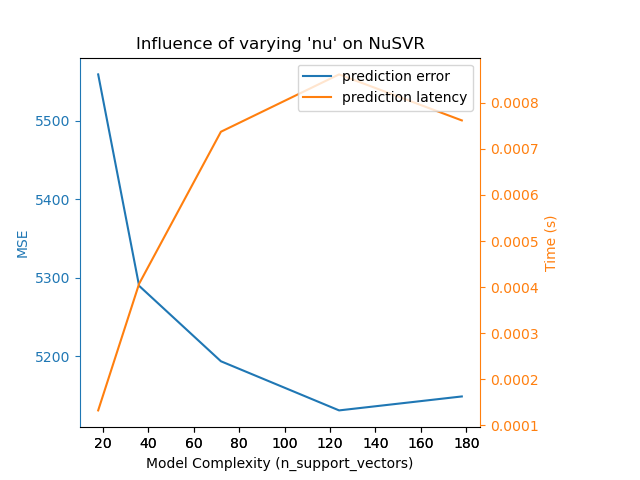 Influence of varying 'nu' on NuSVR
prediction error
prediction latency
5500
5400
5300
5200
MSE
0.0008
0.0007
0.0006
0.0005
0.0004
0.0003
0.0002
0.0001
Time (s)
20 40 60 80 100 120 140 160 180
Model Complexity (n_support_vectors)